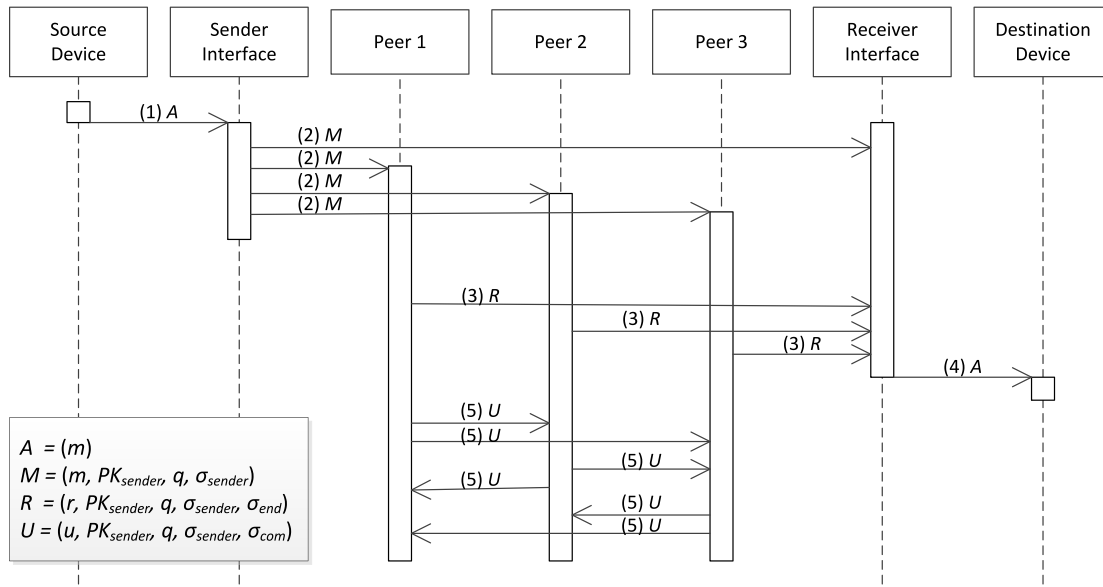 Source
Device
Sender
Interface
Peer 1
Peer 2
Peer 3
Receiver
Interface
Destination
Device
(1) A
(2) M
(2) M
(2) M
(2) M
(3) R
(3) R
(3) R
(4) A
(5) U
(5) U
(5) U
(5) U
(5) U
(5) U
A = (m)
M = (m, PKsender, q, σsender)
R = (r, PKsender, q, σsender, σend)
U = (u, PKsender, q, σsender, σcom)